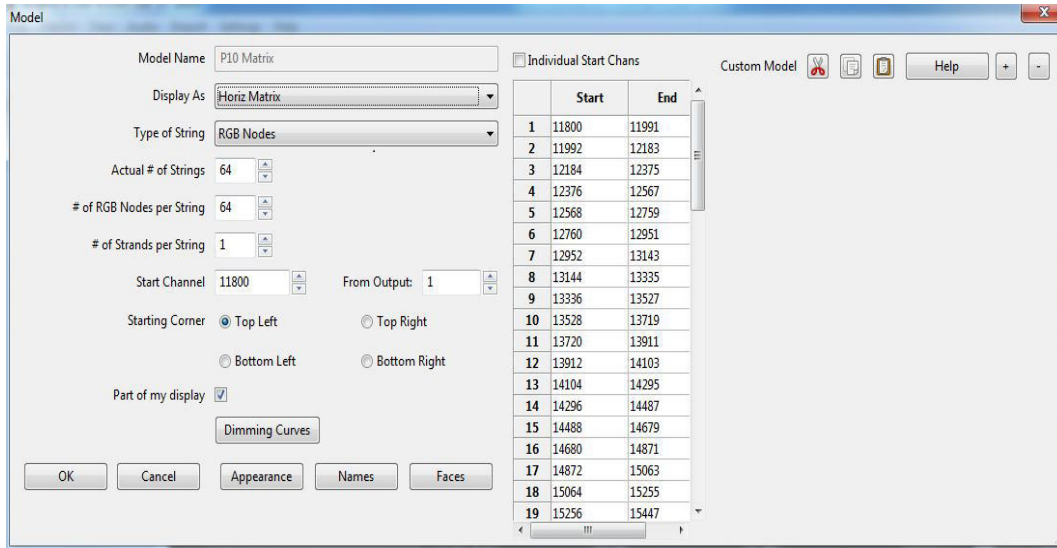 Model
Model Name P10 Matrix
Display As Horiz Matrix
Type of String RGB Nodes
Actual # of Strings 64
# of RGB Nodes per String 64
# of Strands per String 1
Start Channel 11800 From Output: 1
Starting Corner Top Left Top Right
Bottom Left Bottom Right
Part of my display
Dimming Curves
OK Cancel Appearance Names Faces
Individual Start Chans
Start End
1 11800 11991
2 11992 12183
3 12184 12375
4 12376 12567
5 12568 12759
6 12760 12951
7 12952 13143
8 13144 13335
9 13336 13527
10 13528 13719
11 13720 13911
12 13912 14103
13 14104 14295
14 14296 14487
15 14488 14679
16 14680 14871
17 14872 15063
18 15064 15255
19 15256 15447
Custom Model Help + -